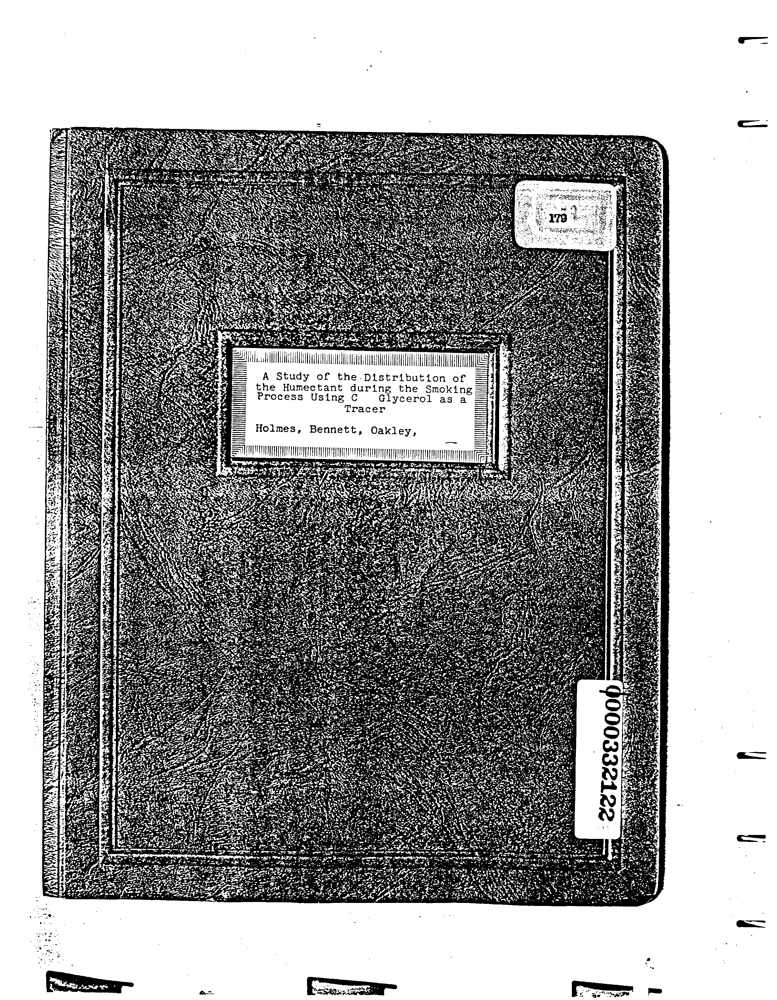 179
A Study of the Distribution of
the Humectant during the Smoking
Process Using C Glycerol as a
Tracer
Holmes, Bennett, Oakley,
0000332122